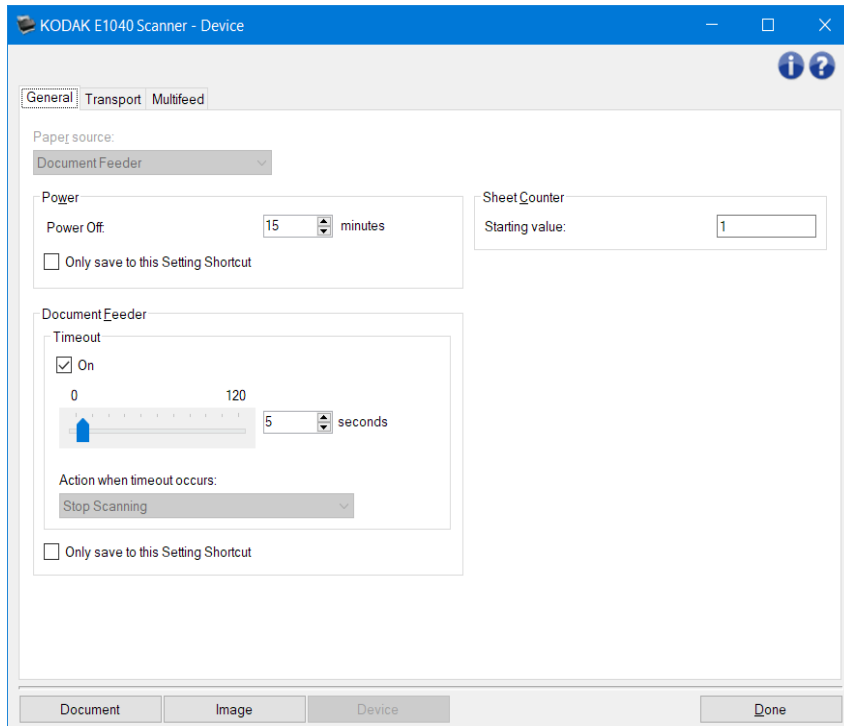 KODAK E1040 Scanner - Device
General Transport Multifeed
Paper source:
Document Feeder
Power
Power Off: 15 minutes
Only save to this Setting Shortcut
Sheet Counter
Starting value: 1
Document Feeder
Timeout
On
0 120
5 seconds
Action when timeout occurs:
Stop Scanning
Only save to this Setting Shortcut
Document Image Device Done